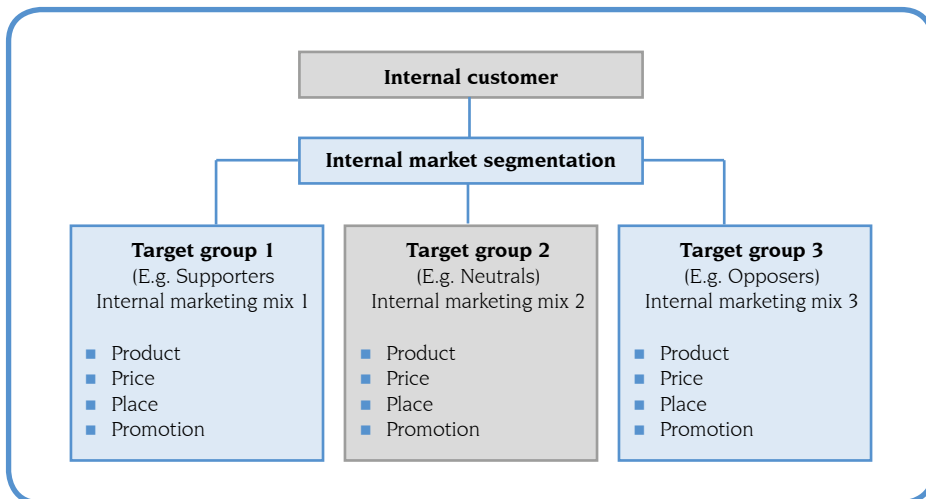 Internal customer
Internal market segmentation
Target group 1
(E.g. Supporters
Internal marketing mix 1
■ Product
■ Price
■ Place
■ Promotion
Target group 2
(E.g. Neutrals)
Internal marketing mix 2
■ Product
■ Price
■ Place
■ Promotion
Target group 3
(E.g. Opposers)
Internal marketing mix 3
■ Product
■ Price
■ Place
■ Promotion